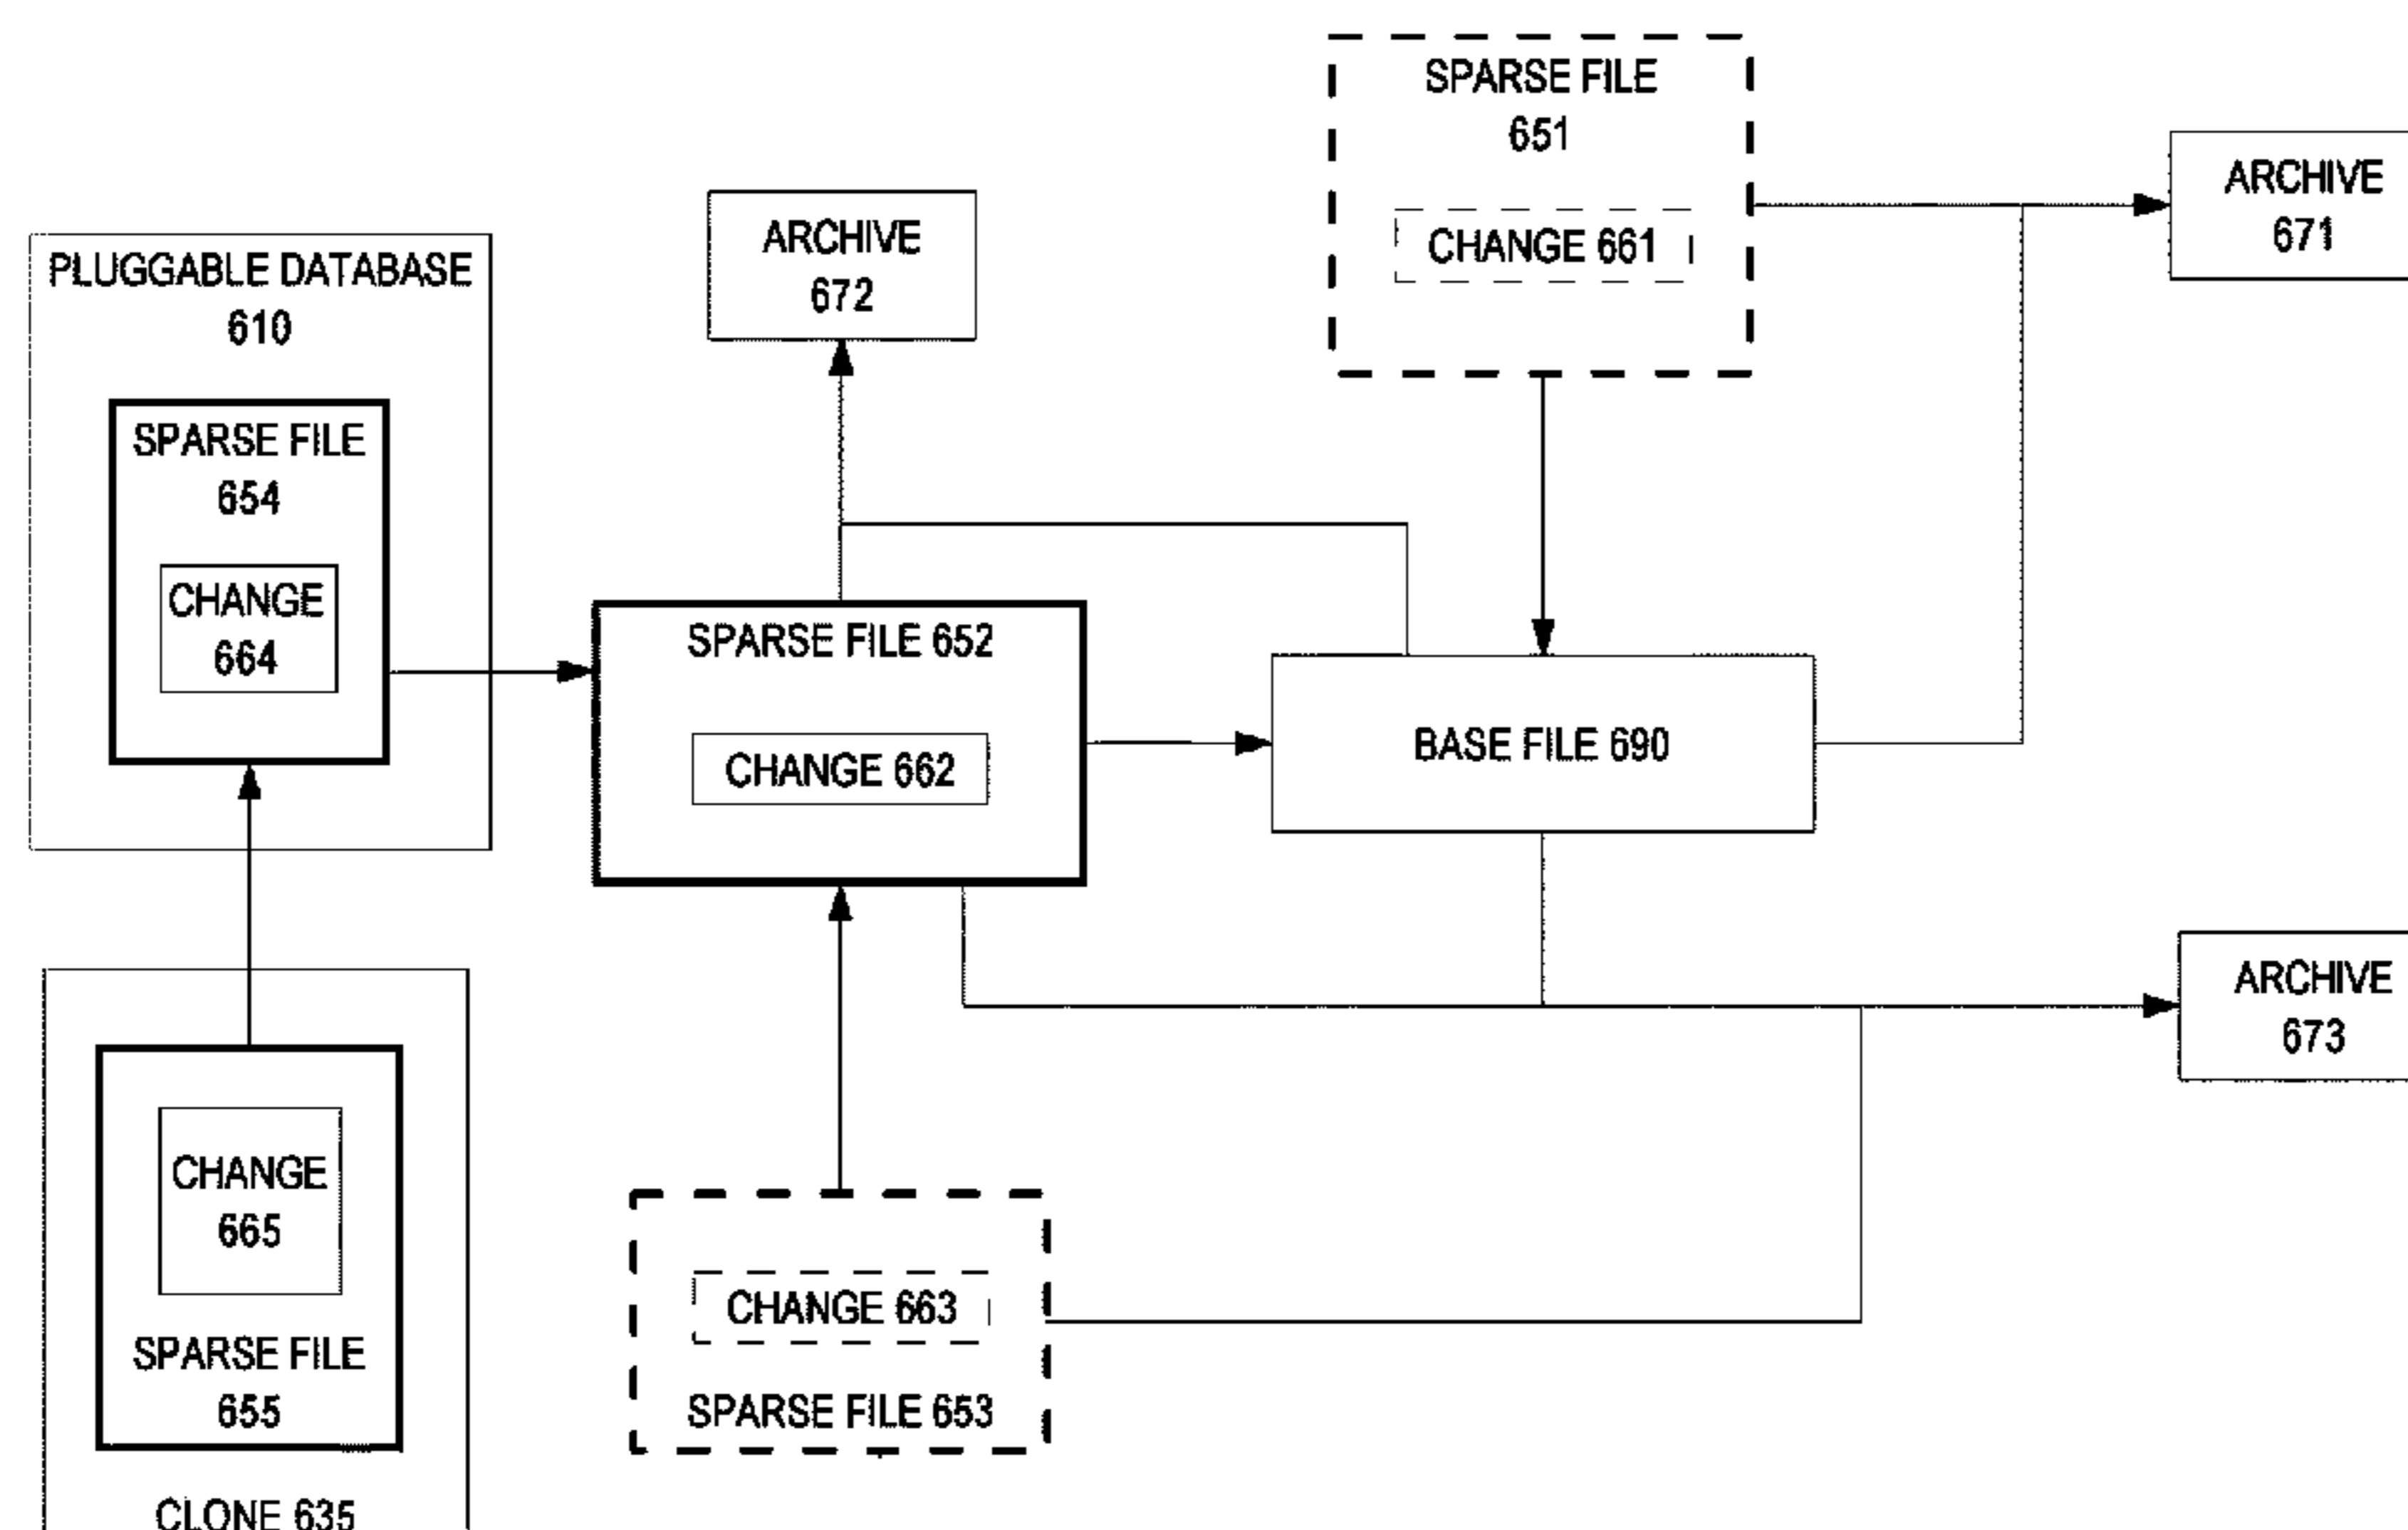 SPARSE FILE
651
CHANGE 661
ARCHIVE
671
ARCHIVE
672
PLUGGABLE DATABASE
610
SPARSE FILE
654
CHANGE
664
SPARSE FILE 652
CHANGE 662
BASE FILE 690
ARCHIVE
673
CHANGE
665
SPARSE FILE
655
CLONE 635
CHANGE 663
SPARSE FILE 653